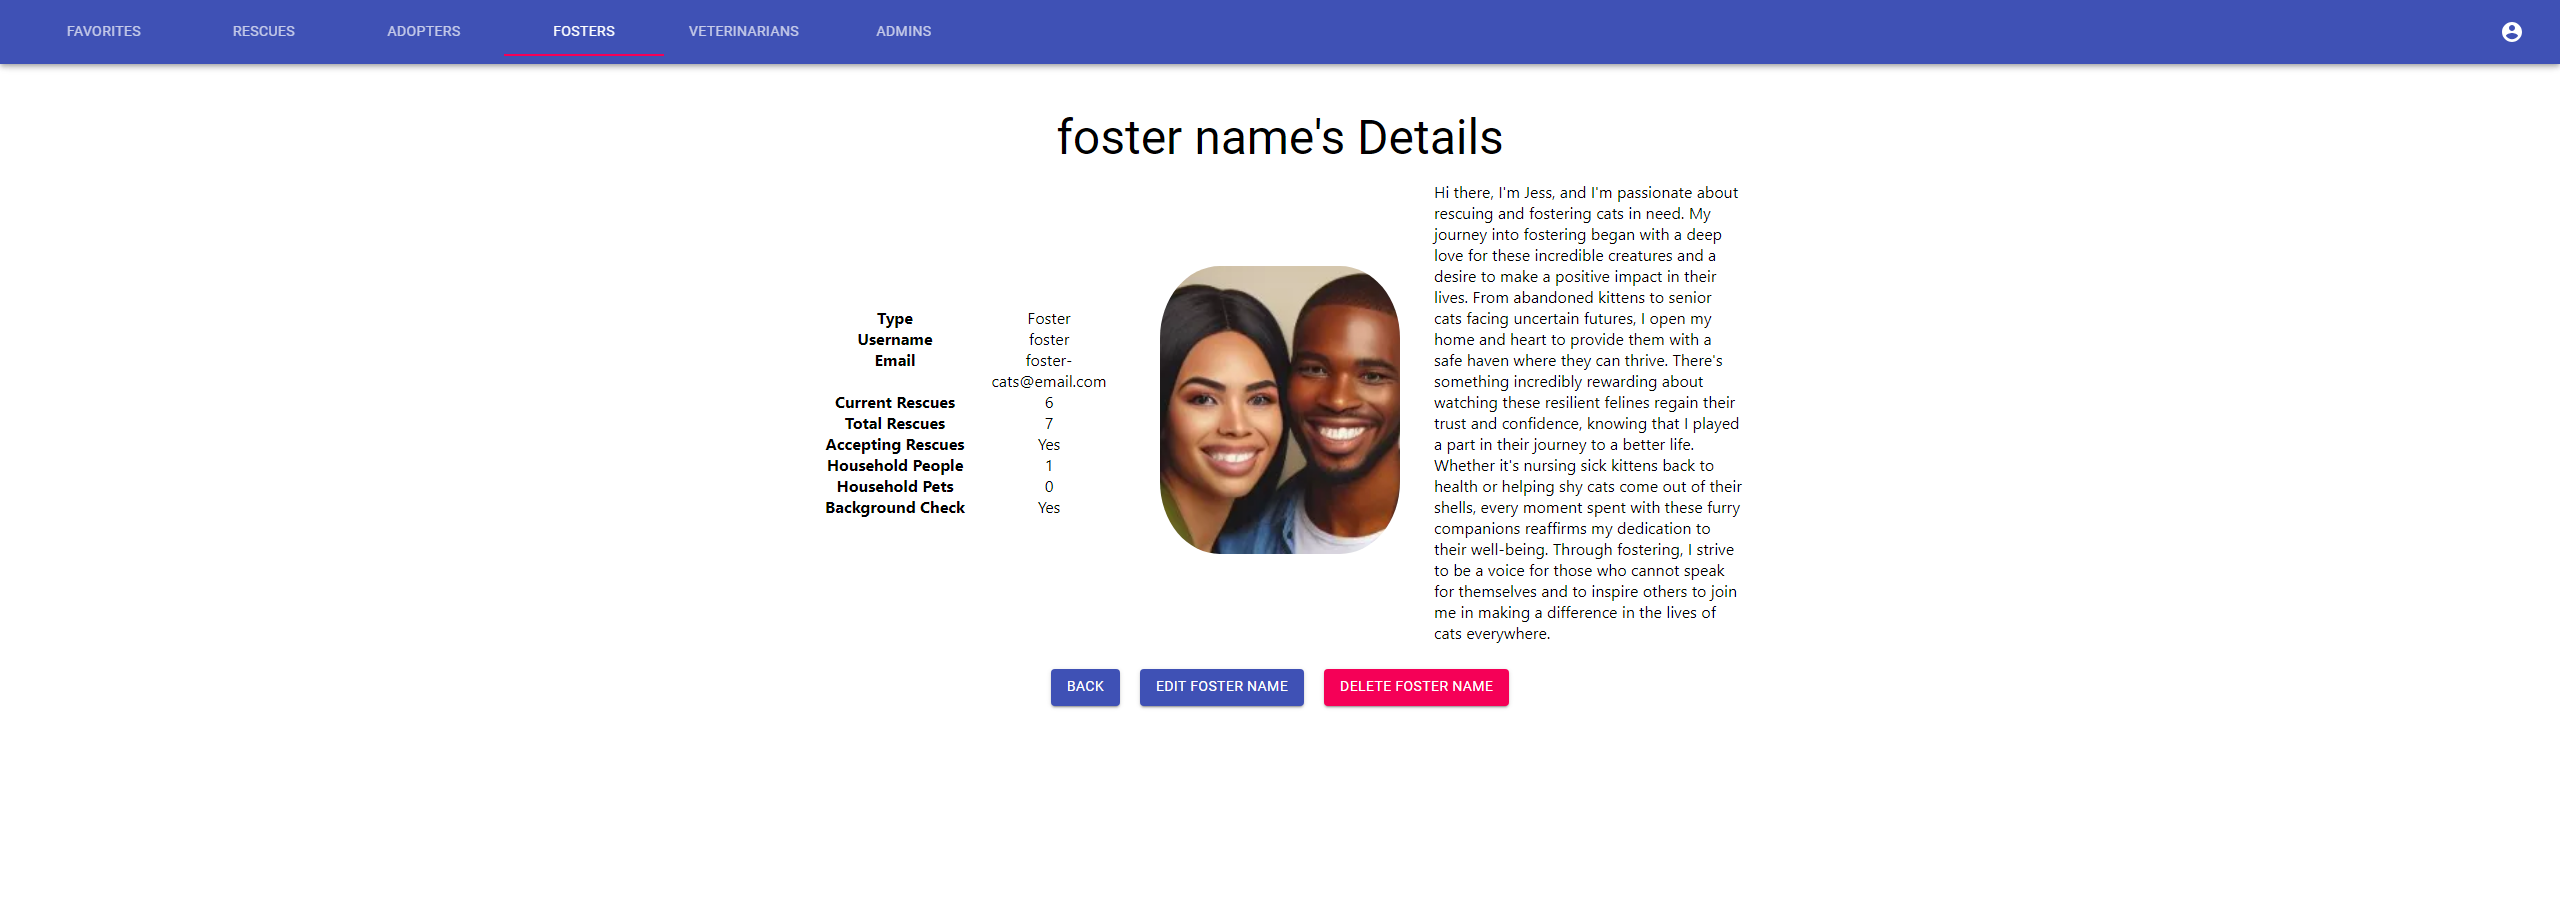 FAVORITES RESCUES ADOPTERS FOSTERS VETERINARIANS ADMINS
foster name's Details
Type Foster
Username foster
Email foster-
cats@email.com
Current Rescues 6
Total Rescues 7
Accepting Rescues Yes
Household People 1
Household Pets 0
Background Check Yes
Hi there, I'm Jess, and I'm passionate about
rescuing and fostering cats in need. My
journey into fostering began with a deep
love for these incredible creatures and a
desire to make a positive impact in their
lives. From abandoned kittens to senior
cats facing uncertain futures, I open my
home and heart to provide them with a
safe haven where they can thrive. There's
something incredibly rewarding about
watching these resilient felines regain their
trust and confidence, knowing that I played
a part in their journey to a better life.
Whether it's nursing sick kittens back to
health or helping shy cats come out of their
shells, every moment spent with these furry
companions reaffirms my dedication to
their well-being. Through fostering, I strive
to be a voice for those who cannot speak
for themselves and to inspire others to join
me in making a difference in the lives of
cats everywhere.
BACK EDIT FOSTER NAME DELETE FOSTER NAME